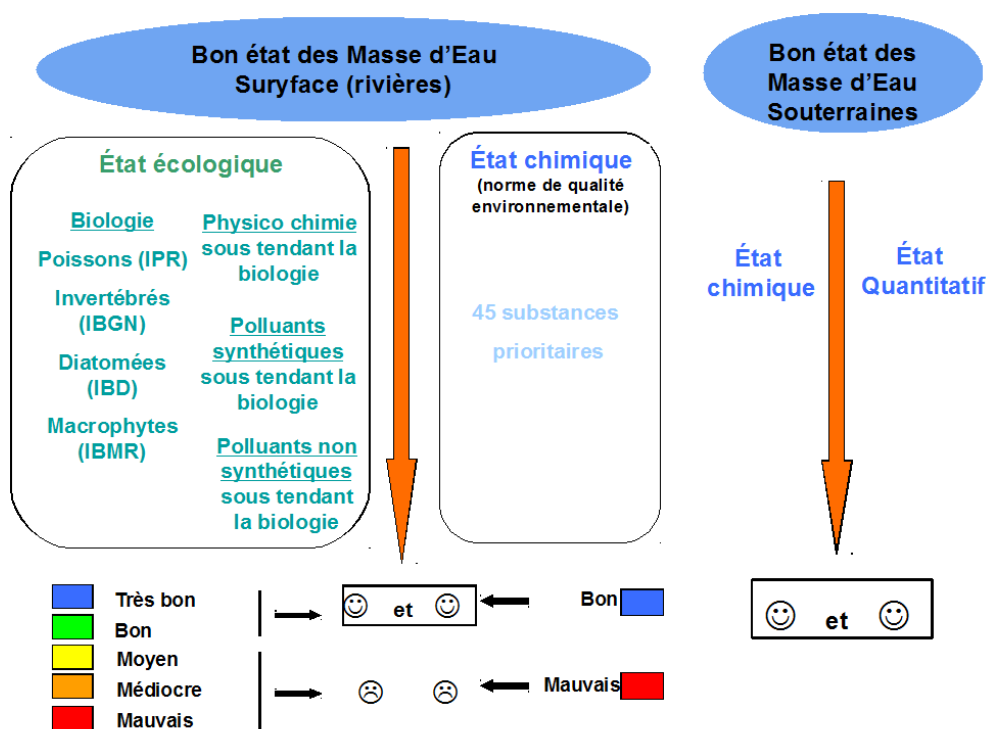 Bon état des Masse d'Eau
Suryface (rivières)
Bon état des
Masse d'Eau
Souterraines
État écologique
Biologie
Poissons (IPR)
Invertébrés
(IBGN)
Diatomées
(IBD)
Macrophytes
(IBMR)
Physico chimie
sous tendant la
biologie
Polluants
synthétiques
sous tendant la
biologie
Polluants non
synthétiques
sous tendant
la biologie
État chimique
(norme de qualité
environnementale)
45 substances
prioritaires
État
chimique
État
Quantitatif
Très bon
Bon
Moyen
Médiocre
Mauvais
et
Bon
Mauvais
et